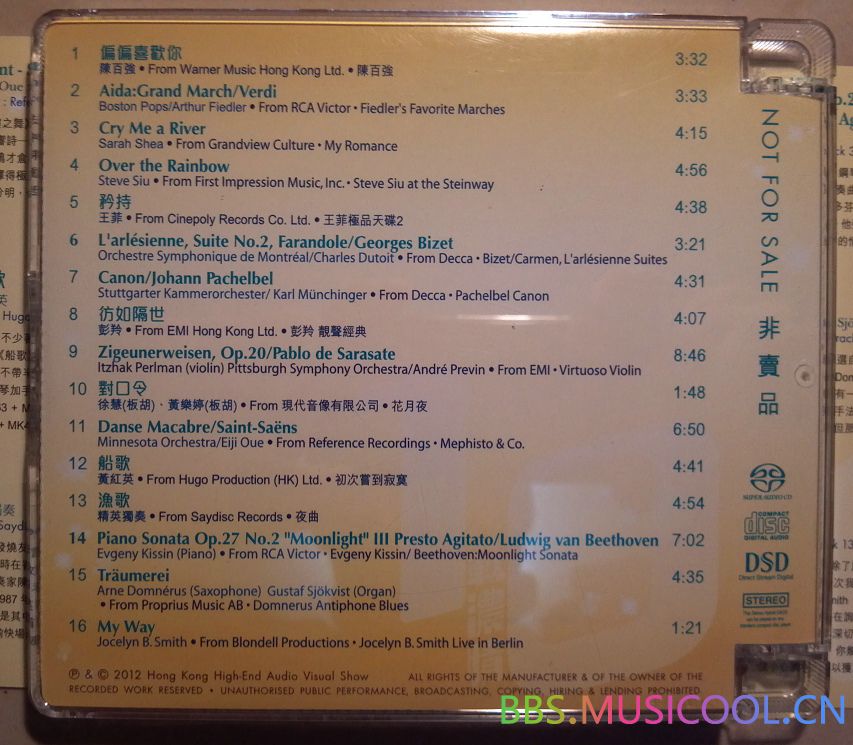 1 偏偏喜歡你 3:32
陳百強 • From Warner Music Hong Kong Ltd. • 陳百強
2 Aida:Grand March/Verdi 3:33
Boston Pops/Arthur Fiedler • From RCA Victor • Fiedler's Favorite Marches
3 Cry Me a River 4:15
Sarah Shea • From Grandview Culture • My Romance
4 Over the Rainbow 4:56
Steve Siu • From First Impression Music, Inc. • Steve Siu at the Steinway
5 矜持 4:38
王菲 • From Cinepoly Records Co. Ltd. • 王菲極品天碟2
6 L'arlésienne, Suite No.2, Farandole/Georges Bizet 3:21
Orchestre Symphonique de Montréal/Charles Dutoit • From Decca • Bizet/Carmen, L'arlésienne Suites
7 Canon/Johann Pachelbel 4:31
Stuttgarter Kammerorchester/ Karl Münchinger • From Decca • Pachelbel Canon
8 彷如隔世 4:07
彭羚 • From EMI Hong Kong Ltd. • 彭羚 靚聲經典
9 Zigeunerweisen, Op.20/Pablo de Sarasate 8:46
Itzhak Perlman (violin) Pittsburgh Symphony Orchestra/André Previn • From EMI • Virtuoso Violin
10 對口令 1:48
徐慧(板胡)、黃樂婷(板胡) • From 現代音像有限公司 • 花月夜
11 Danse Macabre/Saint-Saëns 6:50
Minnesota Orchestra/Eiji Oue • From Reference Recordings • Mephisto & Co.
12 船歌 4:41
黃紅英 • From Hugo Production (HK) Ltd. • 初次嘗到寂寞
13 漁歌 4:54
精英獨奏 • From Saydisc Records • 夜曲
14 Piano Sonata Op.27 No.2 "Moonlight" III Presto Agitato/Ludwig van Beethoven 7:02
Evgeny Kissin (Piano) • From RCA Victor • Evgeny Kissin/ Beethoven:Moonlight Sonata
15 Träumerei 4:35
Arne Domnérus (Saxophone) Gustaf Sjökvist (Organ)
• From Proprius Music AB • Domnerus Antiphone Blues
16 My Way 1:21
Jocelyn B. Smith • From Blondell Productions • Jocelyn B. Smith Live in Berlin
℗ & © 2012 Hong Kong High-End Audio Visual Show ALL RIGHTS OF THE MANUFACTURER & OF THE OWNER OF THE
RECORDED WORK RESERVED • UNAUTHORISED PUBLIC PERFORMANCE, BROADCASTING, COPYING, HIRING & LENDING PROHIBITED
NOT FOR SALE 非賣品
SUPER AUDIO CD
COMPACT
disc
DIGITAL AUDIO
DSD
Direct Stream Digital
STEREO
BBS.MUSICOOL.CN